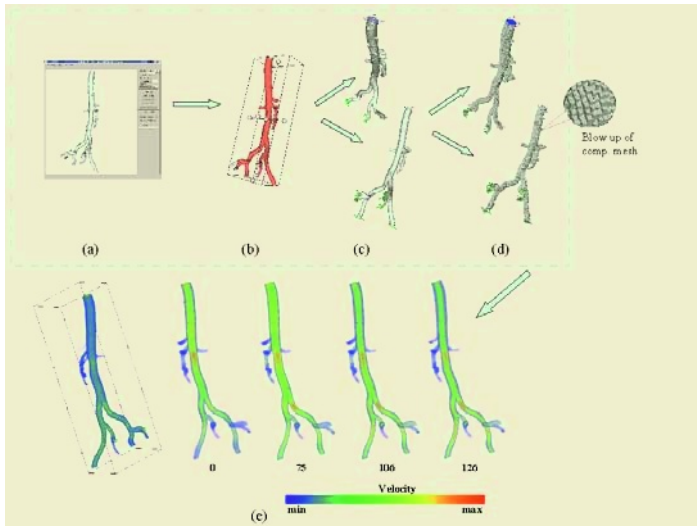 Blow up of
comp. mesh
(a)
(b)
(c)
(d)
0
75
106
126
Velocity
min
max
(e)